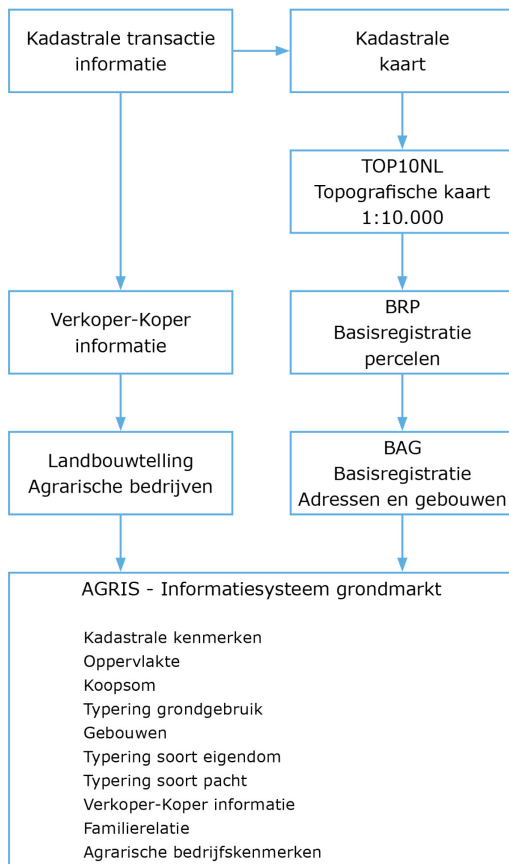 Kadastrale transactie
informatie
Kadastrale
kaart
TOP10NL
Topografische kaart
1:10.000
Verkoper-Koper
informatie
BRP
Basisregistratie
percelen
Landbouwtelling
Agrarische bedrijven
BAG
Basisregistratie
Adressen en gebouwen
AGRIS - Informatiesysteem grondmarkt
Kadastrale kenmerken
Oppervlakte
Koopsom
Typering grondgebruik
Gebouwen
Typering soort eigendom
Typering soort pacht
Verkoper-Koper informatie
Familierelatie
Agrarische bedrijfskenmerken